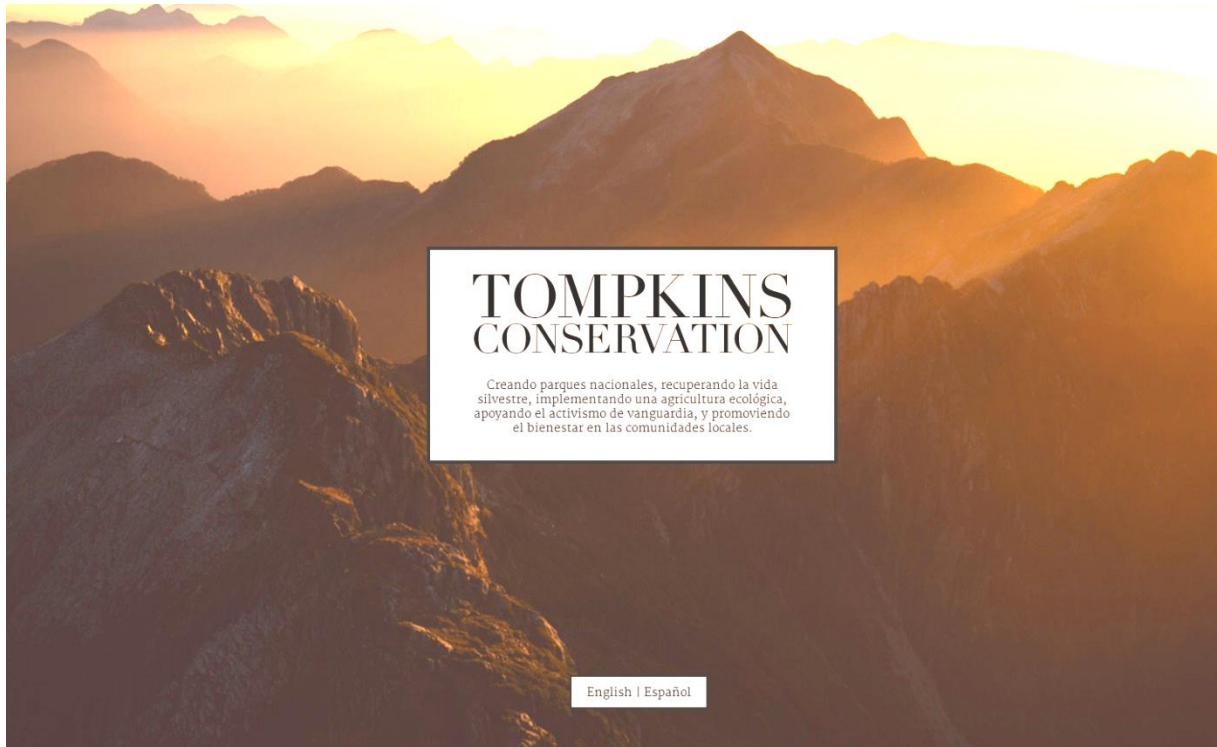 TOMPKINS
CONSERVATION
Creando parques nacionales, recuperando la vida
silvestre, implementando una agricultura ecológica,
apoyando el activismo de vanguardia, y promoviendo
el bienestar en las comunidades locales.
English | Español